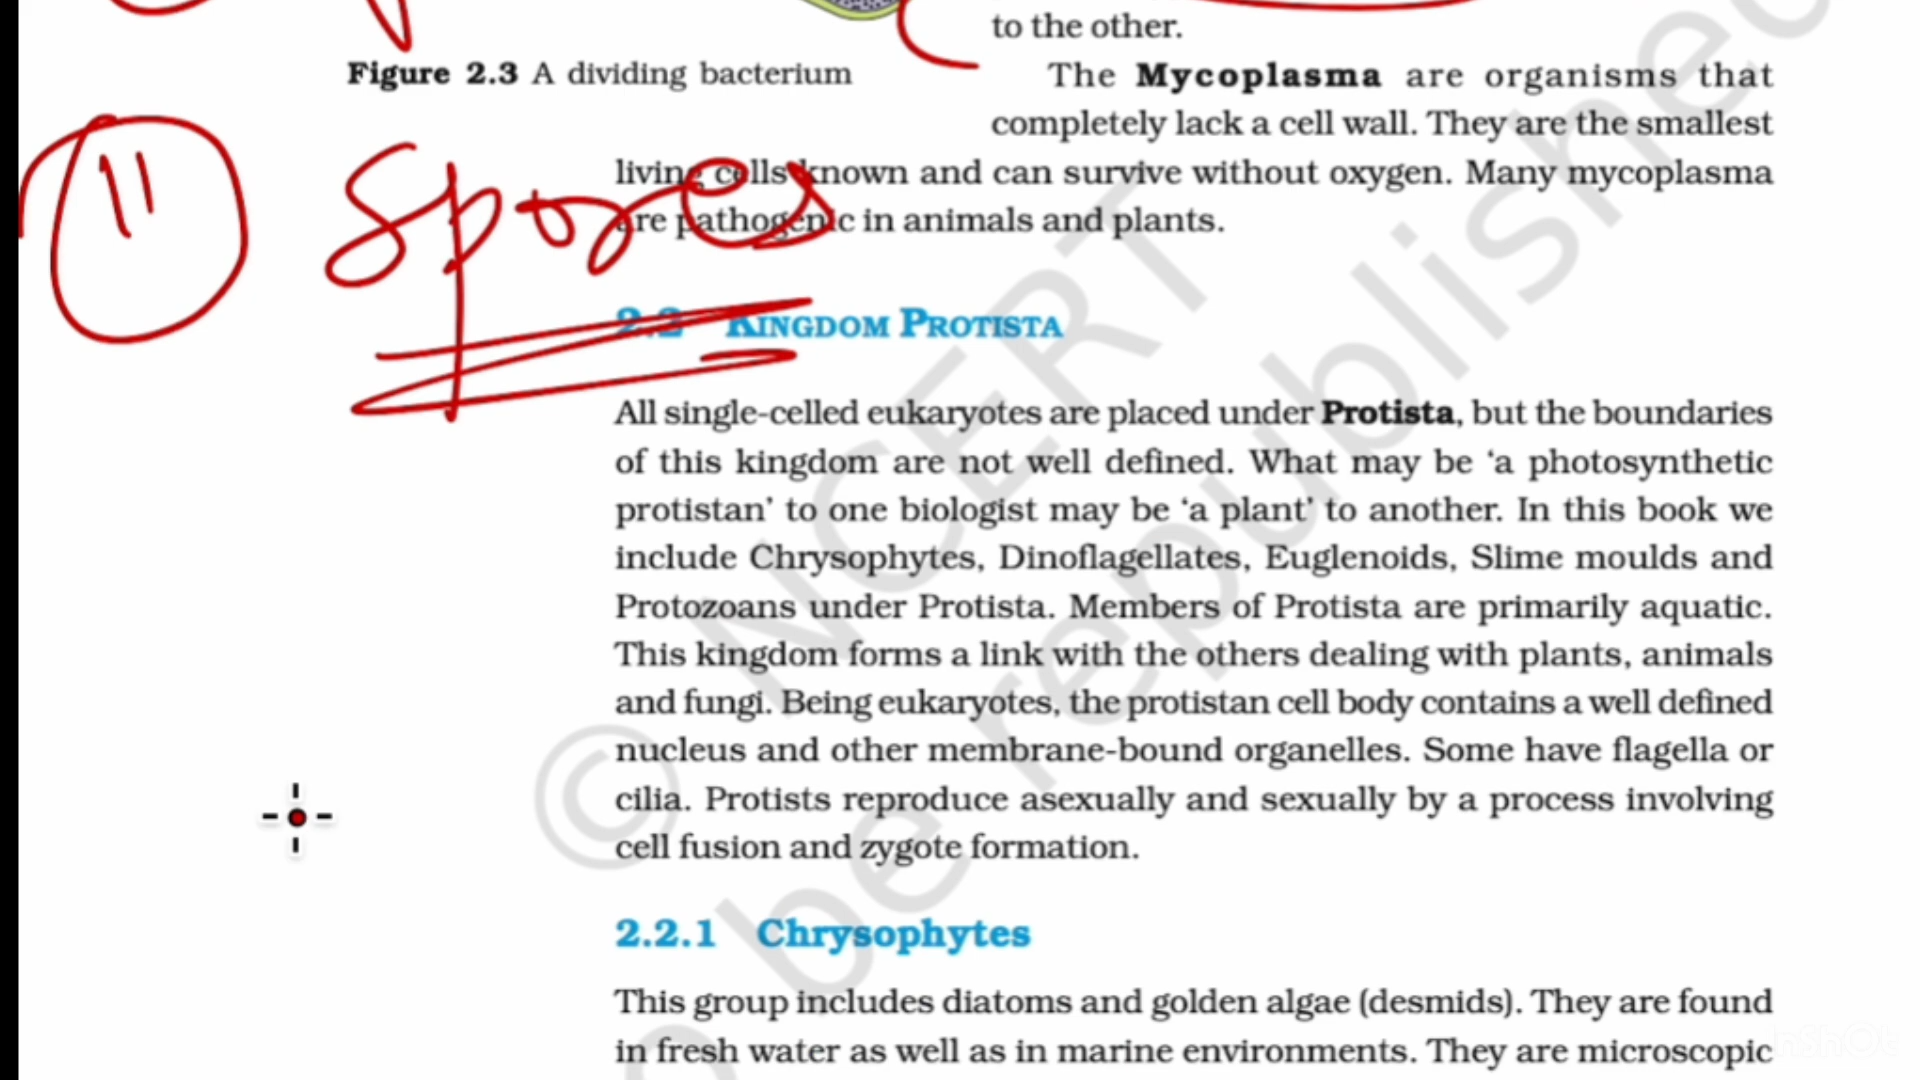 to the other.
Figure 2.3 A dividing bacterium
The Mycoplasma are organisms that
completely lack a cell wall. They are the smallest
living cells known and can survive without oxygen. Many mycoplasma
are pathogenic in animals and plants.
11 Spores
2.2 KINGDOM PROTISTA
All single-celled eukaryotes are placed under Protista, but the boundaries
of this kingdom are not well defined. What may be ‘a photosynthetic
protistan’ to one biologist may be ‘a plant’ to another. In this book we
include Chrysophytes, Dinoflagellates, Euglenoids, Slime moulds and
Protozoans under Protista. Members of Protista are primarily aquatic.
This kingdom forms a link with the others dealing with plants, animals
and fungi. Being eukaryotes, the protistan cell body contains a well defined
nucleus and other membrane-bound organelles. Some have flagella or
cilia. Protists reproduce asexually and sexually by a process involving
cell fusion and zygote formation.
2.2.1 Chrysophytes
This group includes diatoms and golden algae (desmids). They are found
in fresh water as well as in marine environments. They are microscopic
© NCERT
be republished